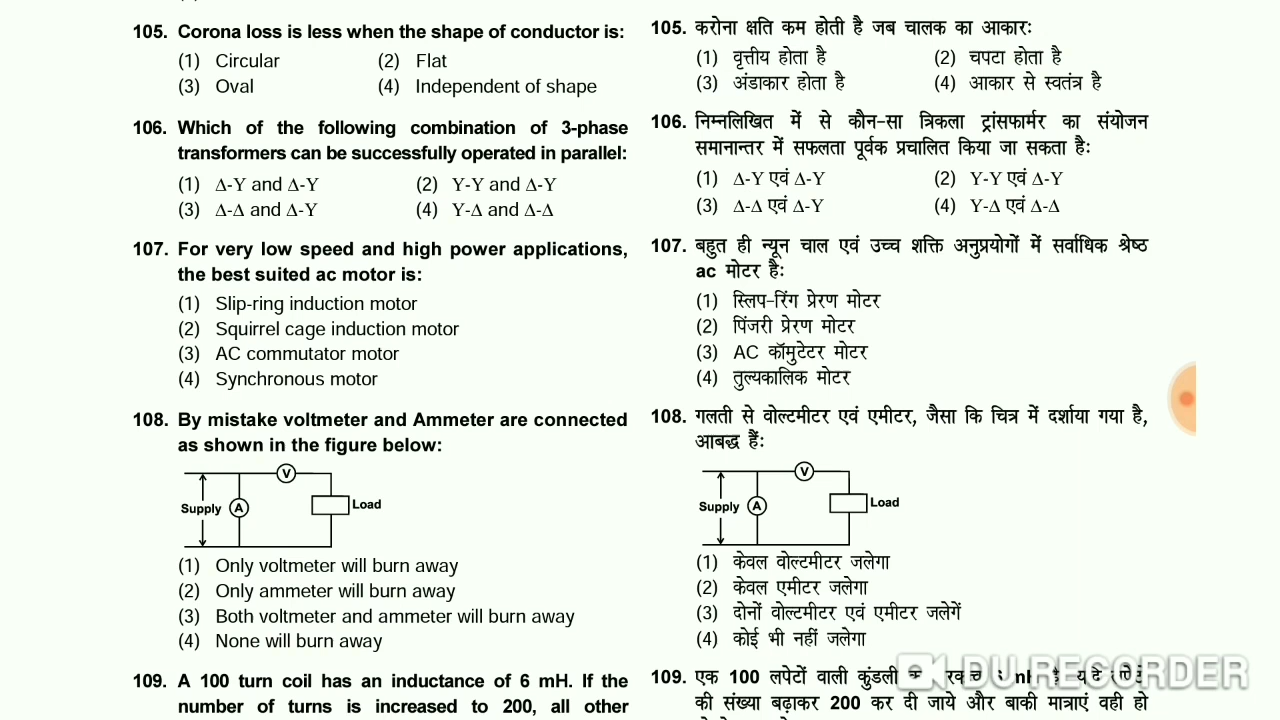 105. Corona loss is less when the shape of conductor is:
(1) Circular (2) Flat
(3) Oval (4) Independent of shape
106. Which of the following combination of 3-phase
transformers can be successfully operated in parallel:
(1) Δ-Y and Δ-Y (2) Y-Y and Δ-Y
(3) Δ-Δ and Δ-Y (4) Y-Δ and Δ-Δ
107. For very low speed and high power applications,
the best suited ac motor is:
(1) Slip-ring induction motor
(2) Squirrel cage induction motor
(3) AC commutator motor
(4) Synchronous motor
108. By mistake voltmeter and Ammeter are connected
as shown in the figure below:
V
Supply A Load
(1) Only voltmeter will burn away
(2) Only ammeter will burn away
(3) Both voltmeter and ammeter will burn away
(4) None will burn away
109. A 100 turn coil has an inductance of 6 mH. If the
number of turns is increased to 200, all other
105. करोना क्षति कम होती है जब चालक का आकारः
(1) वृत्तीय होता है (2) चपटा होता है
(3) अंडाकार होता है (4) आकार से स्वतंत्र है
106. निम्नलिखित में से कौन-सा त्रिकला ट्रांसफार्मर का संयोजन
समानान्तर में सफलता पूर्वक प्रचालित किया जा सकता हैः
(1) Δ-Y एवं Δ-Y (2) Y-Y एवं Δ-Y
(3) Δ-Δ एवं Δ-Y (4) Y-Δ एवं Δ-Δ
107. बहुत ही न्यून चाल एवं उच्च शक्ति अनुप्रयोगों में सर्वाधिक श्रेष्ठ
ac मोटर हैः
(1) स्लिप-रिंग प्रेरण मोटर
(2) पिंजरी प्रेरण मोटर
(3) AC कॉमुटेटर मोटर
(4) तुल्यकालिक मोटर
108. गलती से वोल्टमीटर एवं एमीटर, जैसा कि चित्र में दर्शाया गया है,
आबद्ध हैंः
V
Supply A Load
(1) केवल वोल्टमीटर जलेगा
(2) केवल एमीटर जलेगा
(3) दोनों वोल्टमीटर एवं एमीटर जलेगें
(4) कोई भी नहीं जलेगा
109. एक 100 लपेटों वाली कुंडली
की संख्या बढ़ाकर 200 कर दी जाये और बाकी मात्राएं वही हो
DU RECORDER